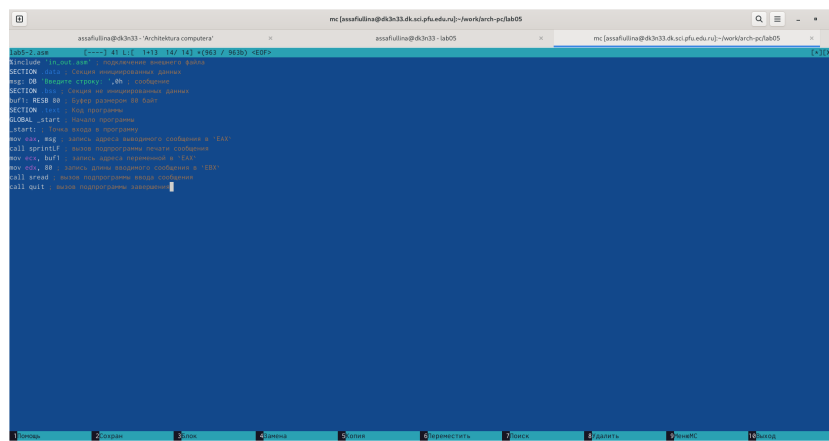 mc [assafiullina@dk3n33.dk.sci.pfu.edu.ru]:~/work/arch-pc/lab05
assafiullina@dk3n33 - 'Architektura computera' × assafiullina@dk3n33 - lab05 × mc [assafiullina@dk3n33.dk.sci.pfu.edu.ru]:~/work/arch-pc/lab05 ×
lab5-2.asm [----] 41 L:[ 1+13 14/ 14] *(963 / 963b) <EOF> [*][X
%include 'in_out.asm' ; подключение внешнего файла
SECTION .data ; Секция инициированных данных
msg: DB 'Введите строку: ',0h ; сообщение
SECTION .bss ; Секция не инициированных данных
buf1: RESB 80 ; Буфер размером 80 байт
SECTION .text ; Код программы
GLOBAL _start ; Начало программы
_start: ; Точка входа в программу
mov eax, msg ; запись адреса выводимого сообщения в 'EAX'
call sprintLF ; вызов подпрограммы печати сообщения
mov ecx, buf1 ; запись адреса переменной в 'EAX'
mov edx, 80 ; запись длины вводимого сообщения в 'EBX'
call sread ; вызов подпрограммы ввода сообщения
call quit ; вызов подпрограммы завершения
1Помощь 2Сохран 3Блок 4Замена 5Копия 6Переместить 7Поиск 8Удалить 9МенюMC 10Выход